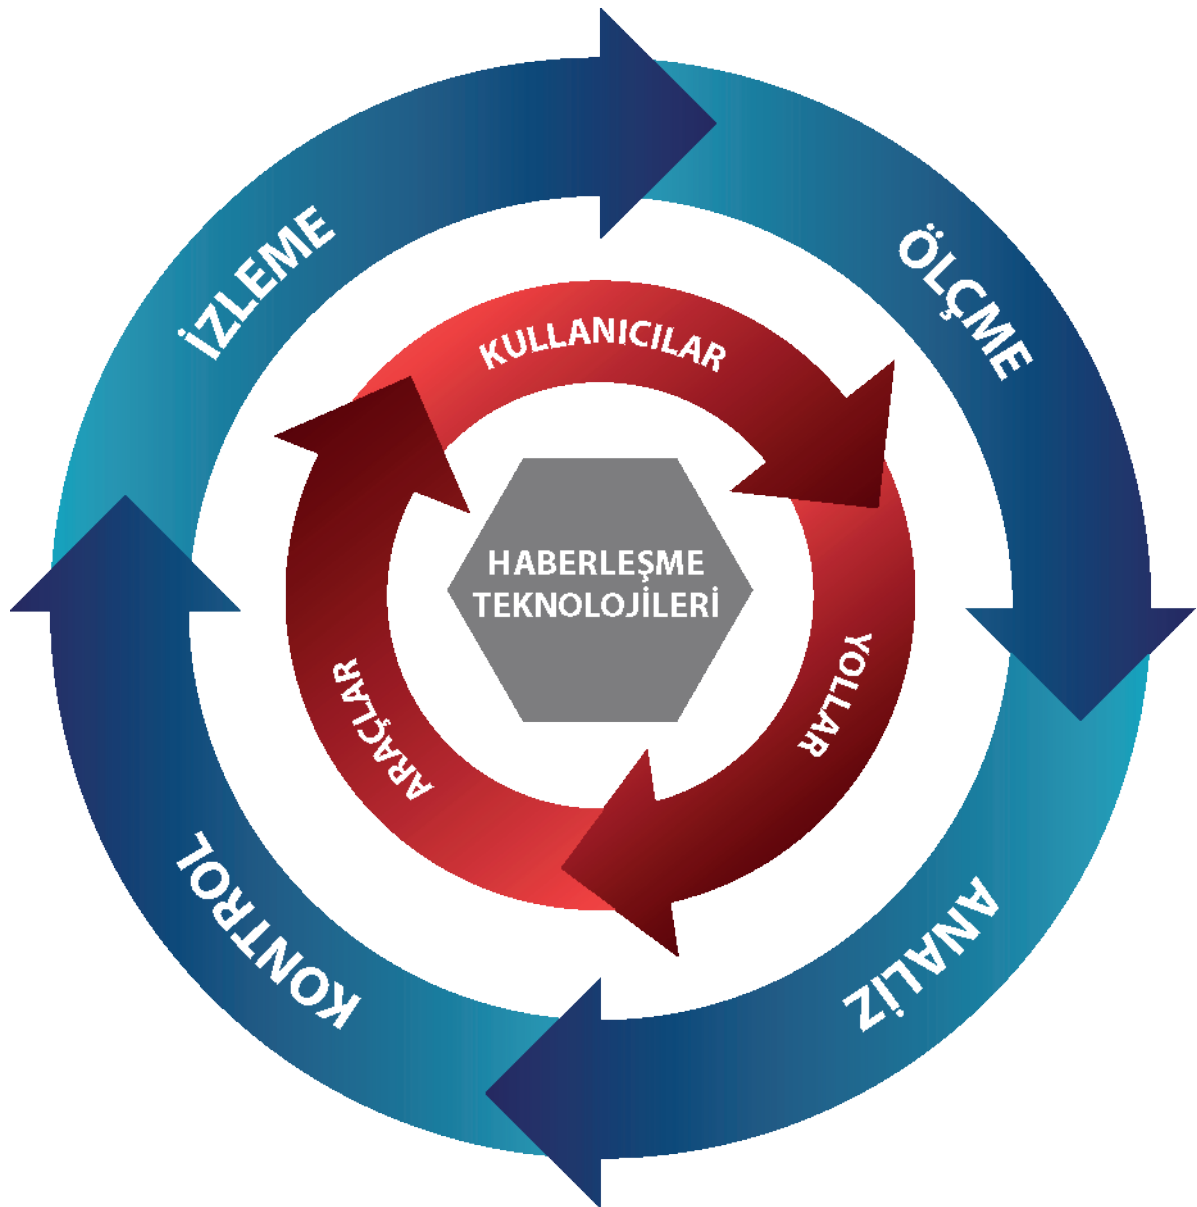 İZLEME
ÖLÇME
ANALİZ
KONTROL
KULLANICILAR
YOLLAR
ARAÇLAR
HABERLEŞME
TEKNOLOJİLERİ